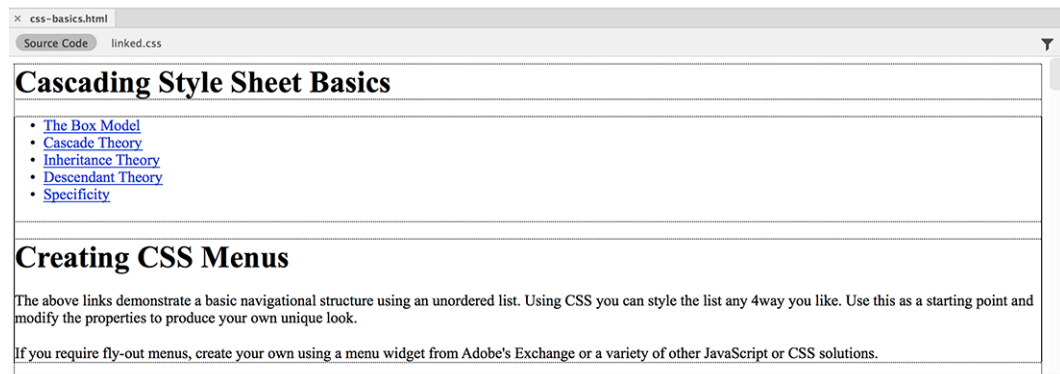 × css-basics.html
Source Code linked.css
Cascading Style Sheet Basics
• The Box Model
• Cascade Theory
• Inheritance Theory
• Descendant Theory
• Specificity
Creating CSS Menus
The above links demonstrate a basic navigational structure using an unordered list. Using CSS you can style the list any 4way you like. Use this as a starting point and
modify the properties to produce your own unique look.
If you require fly-out menus, create your own using a menu widget from Adobe's Exchange or a variety of other JavaScript or CSS solutions.